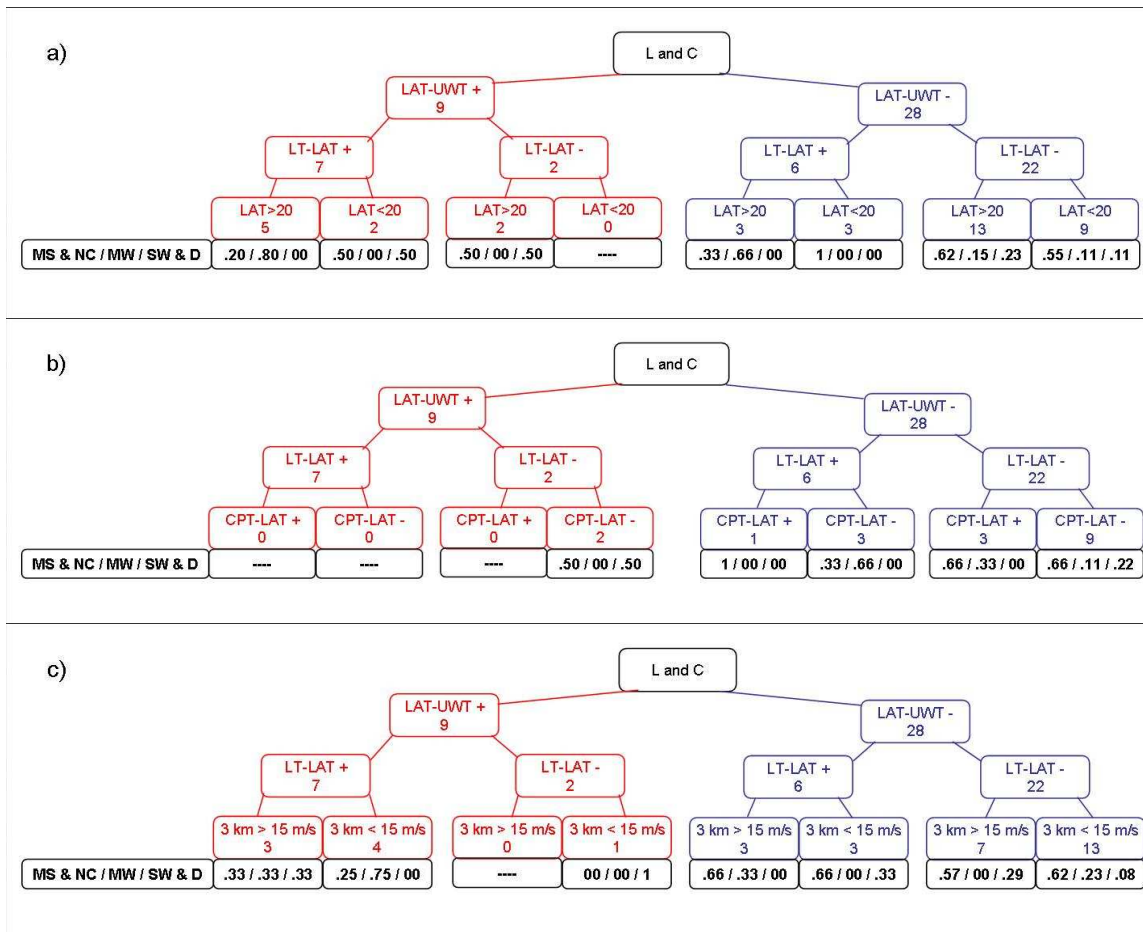 a)
L and C
LAT-UWT +
9
LAT-UWT -
28
LT-LAT +
7
LT-LAT -
2
LT-LAT +
6
LT-LAT -
22
LAT>20
5
LAT<20
2
LAT>20
2
LAT<20
0
LAT>20
3
LAT<20
3
LAT>20
13
LAT<20
9
MS & NC / MW / SW & D
.20 / .80 / 00
.50 / 00 / .50
.50 / 00 / .50
----
.33 / .66 / 00
1 / 00 / 00
.62 / .15 / .23
.55 / .11 / .11
b)
L and C
LAT-UWT +
9
LAT-UWT -
28
LT-LAT +
7
LT-LAT -
2
LT-LAT +
6
LT-LAT -
22
CPT-LAT +
0
CPT-LAT -
0
CPT-LAT +
0
CPT-LAT -
2
CPT-LAT +
1
CPT-LAT -
3
CPT-LAT +
3
CPT-LAT -
9
MS & NC / MW / SW & D
----
----
----
.50 / 00 / .50
1 / 00 / 00
.33 / .66 / 00
.66 / .33 / 00
.66 / .11 / .22
c)
L and C
LAT-UWT +
9
LAT-UWT -
28
LT-LAT +
7
LT-LAT -
2
LT-LAT +
6
LT-LAT -
22
3 km > 15 m/s
3
3 km < 15 m/s
4
3 km > 15 m/s
0
3 km < 15 m/s
1
3 km > 15 m/s
3
3 km < 15 m/s
3
3 km > 15 m/s
7
3 km < 15 m/s
13
MS & NC / MW / SW & D
.33 / .33 / .33
.25 / .75 / 00
----
00 / 00 / 1
.66 / .33 / 00
.66 / 00 / .33
.57 / 00 / .29
.62 / .23 / .08